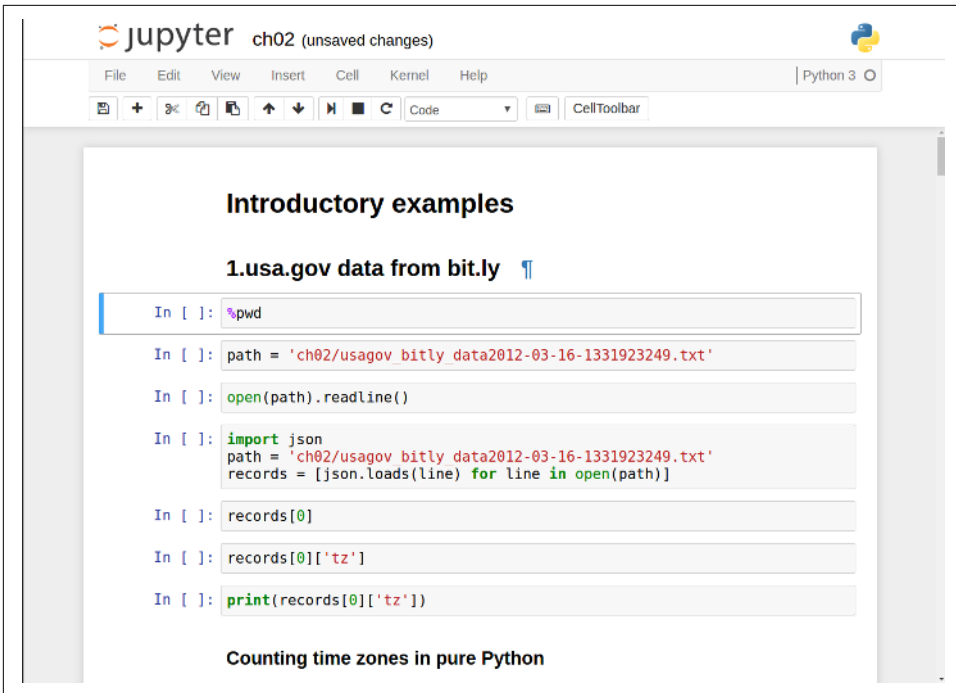 jupyter ch02 (unsaved changes)
File Edit View Insert Cell Kernel Help Python 3
Code CellToolbar
Introductory examples
1.usa.gov data from bit.ly ¶
In [ ]: %pwd
In [ ]: path = 'ch02/usagov_bitly_data2012-03-16-1331923249.txt'
In [ ]: open(path).readline()
In [ ]: import json
path = 'ch02/usagov_bitly_data2012-03-16-1331923249.txt'
records = [json.loads(line) for line in open(path)]
In [ ]: records[0]
In [ ]: records[0]['tz']
In [ ]: print(records[0]['tz'])
Counting time zones in pure Python